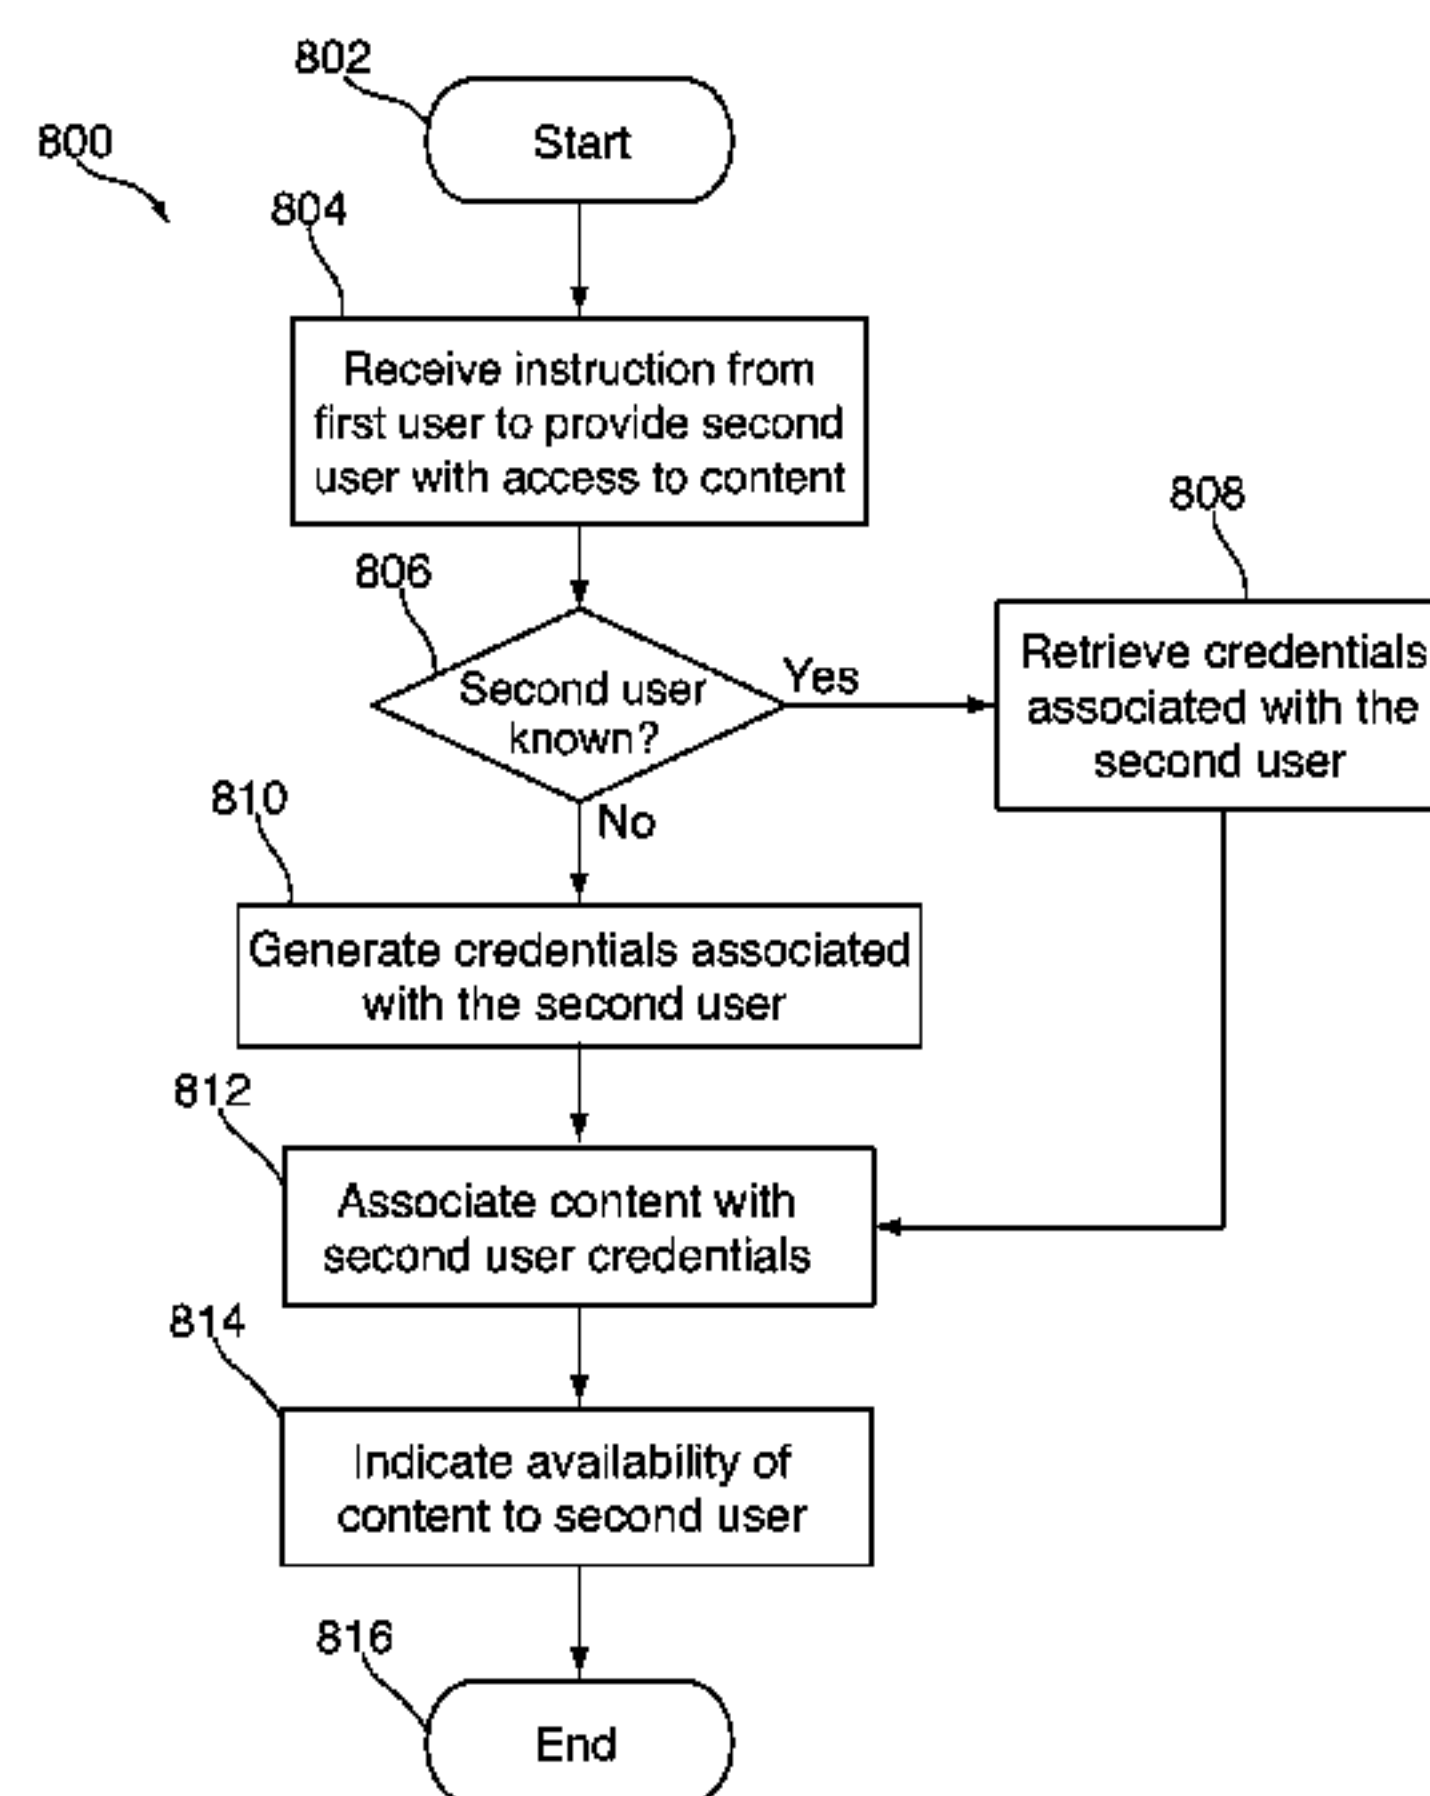 802
Start
800
804
Receive instruction from
first user to provide second
user with access to content
808
806
Second user
known?
Yes
Retrieve credentials
associated with the
second user
810
No
Generate credentials associated
with the second user
812
Associate content with
second user credentials
814
Indicate availability of
content to second user
816
End